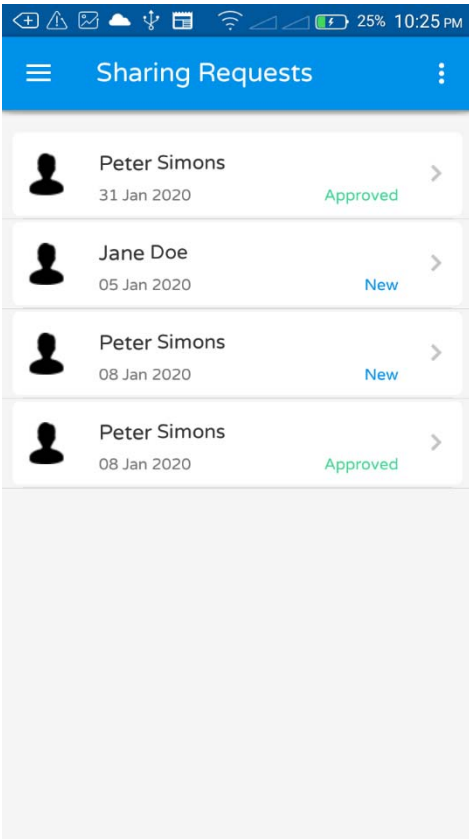 25% 10:25 PM
Sharing Requests
Peter Simons
31 Jan 2020 Approved
Jane Doe
05 Jan 2020 New
Peter Simons
08 Jan 2020 New
Peter Simons
08 Jan 2020 Approved